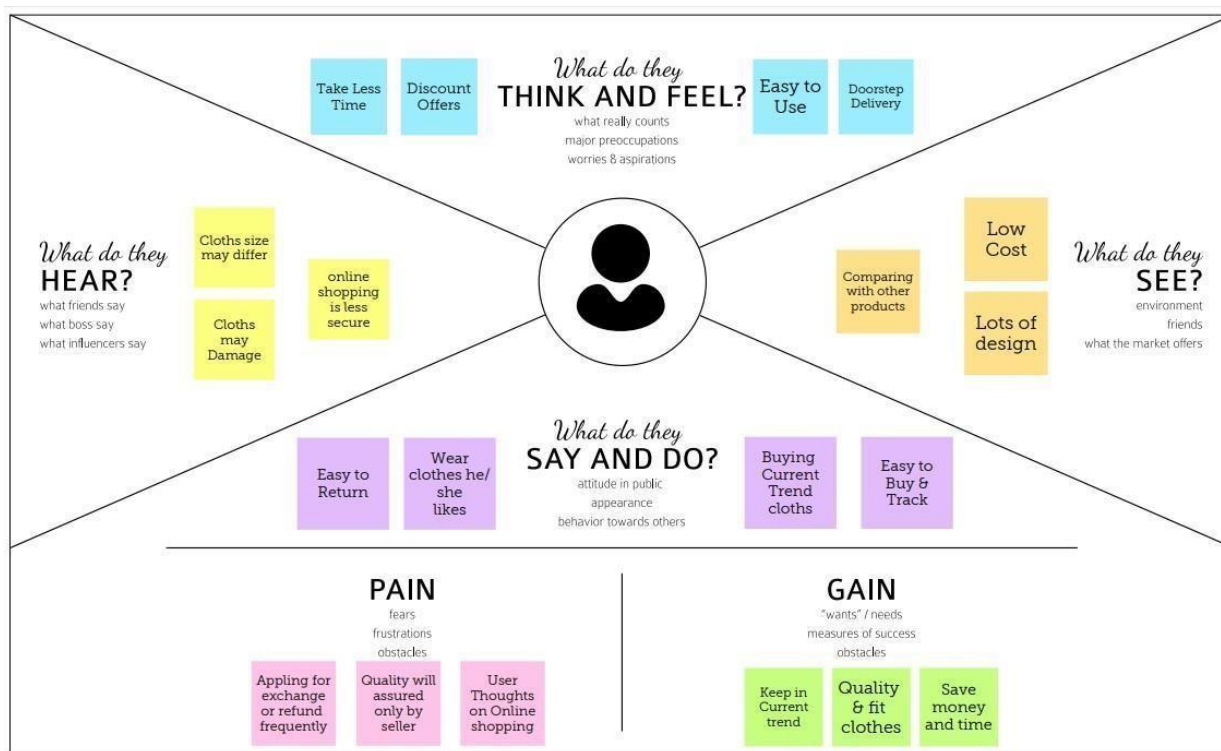 What do they
THINK AND FEEL?
what really counts
major preoccupations
worries & aspirations
Take Less
Time
Discount
Offers
Easy to
Use
Doorstep
Delivery
What do they
HEAR?
what friends say
what boss say
what influencers say
Cloths size
may differ
online
shopping
is less
secure
Cloths
may
Damage
What do they
SEE?
environment
friends
what the market offers
Low
Cost
Comparing
with other
products
Lots of
design
What do they
SAY AND DO?
attitude in public
appearance
behavior towards others
Easy to
Return
Wear
clothes he/
she
likes
Buying
Current
Trend
cloths
Easy to
Buy &
Track
PAIN
fears
frustrations
obstacles
Appling for
exchange
or refund
frequently
Quality will
assured
only by
seller
User
Thoughts
on Online
shopping
GAIN
"wants" / needs
measures of success
obstacles
Keep in
Current
trend
Quality
& fit
clothes
Save
money
and time